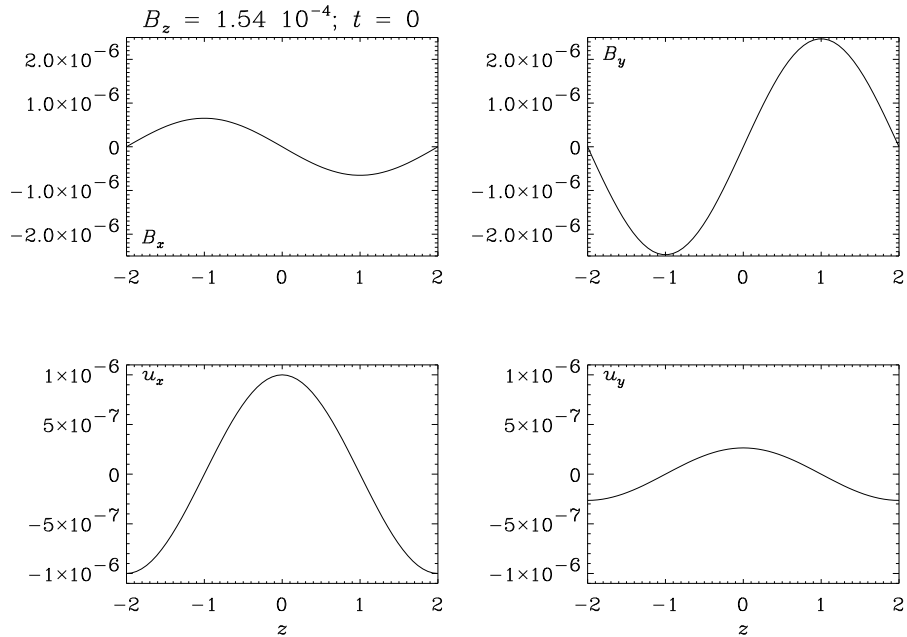 B_z = 1.54 10^{-4}; t = 0
2.0×10^{-6}
1.0×10^{-6}
0
−1.0×10^{-6}
−2.0×10^{-6}
B_x
−2 −1 0 1 2
2.0×10^{-6}
1.0×10^{-6}
0
−1.0×10^{-6}
−2.0×10^{-6}
B_y
−2 −1 0 1 2
1×10^{-6}
5×10^{-7}
0
−5×10^{-7}
−1×10^{-6}
u_x
−2 −1 0 1 2
z
1×10^{-6}
5×10^{-7}
0
−5×10^{-7}
−1×10^{-6}
u_y
−2 −1 0 1 2
z